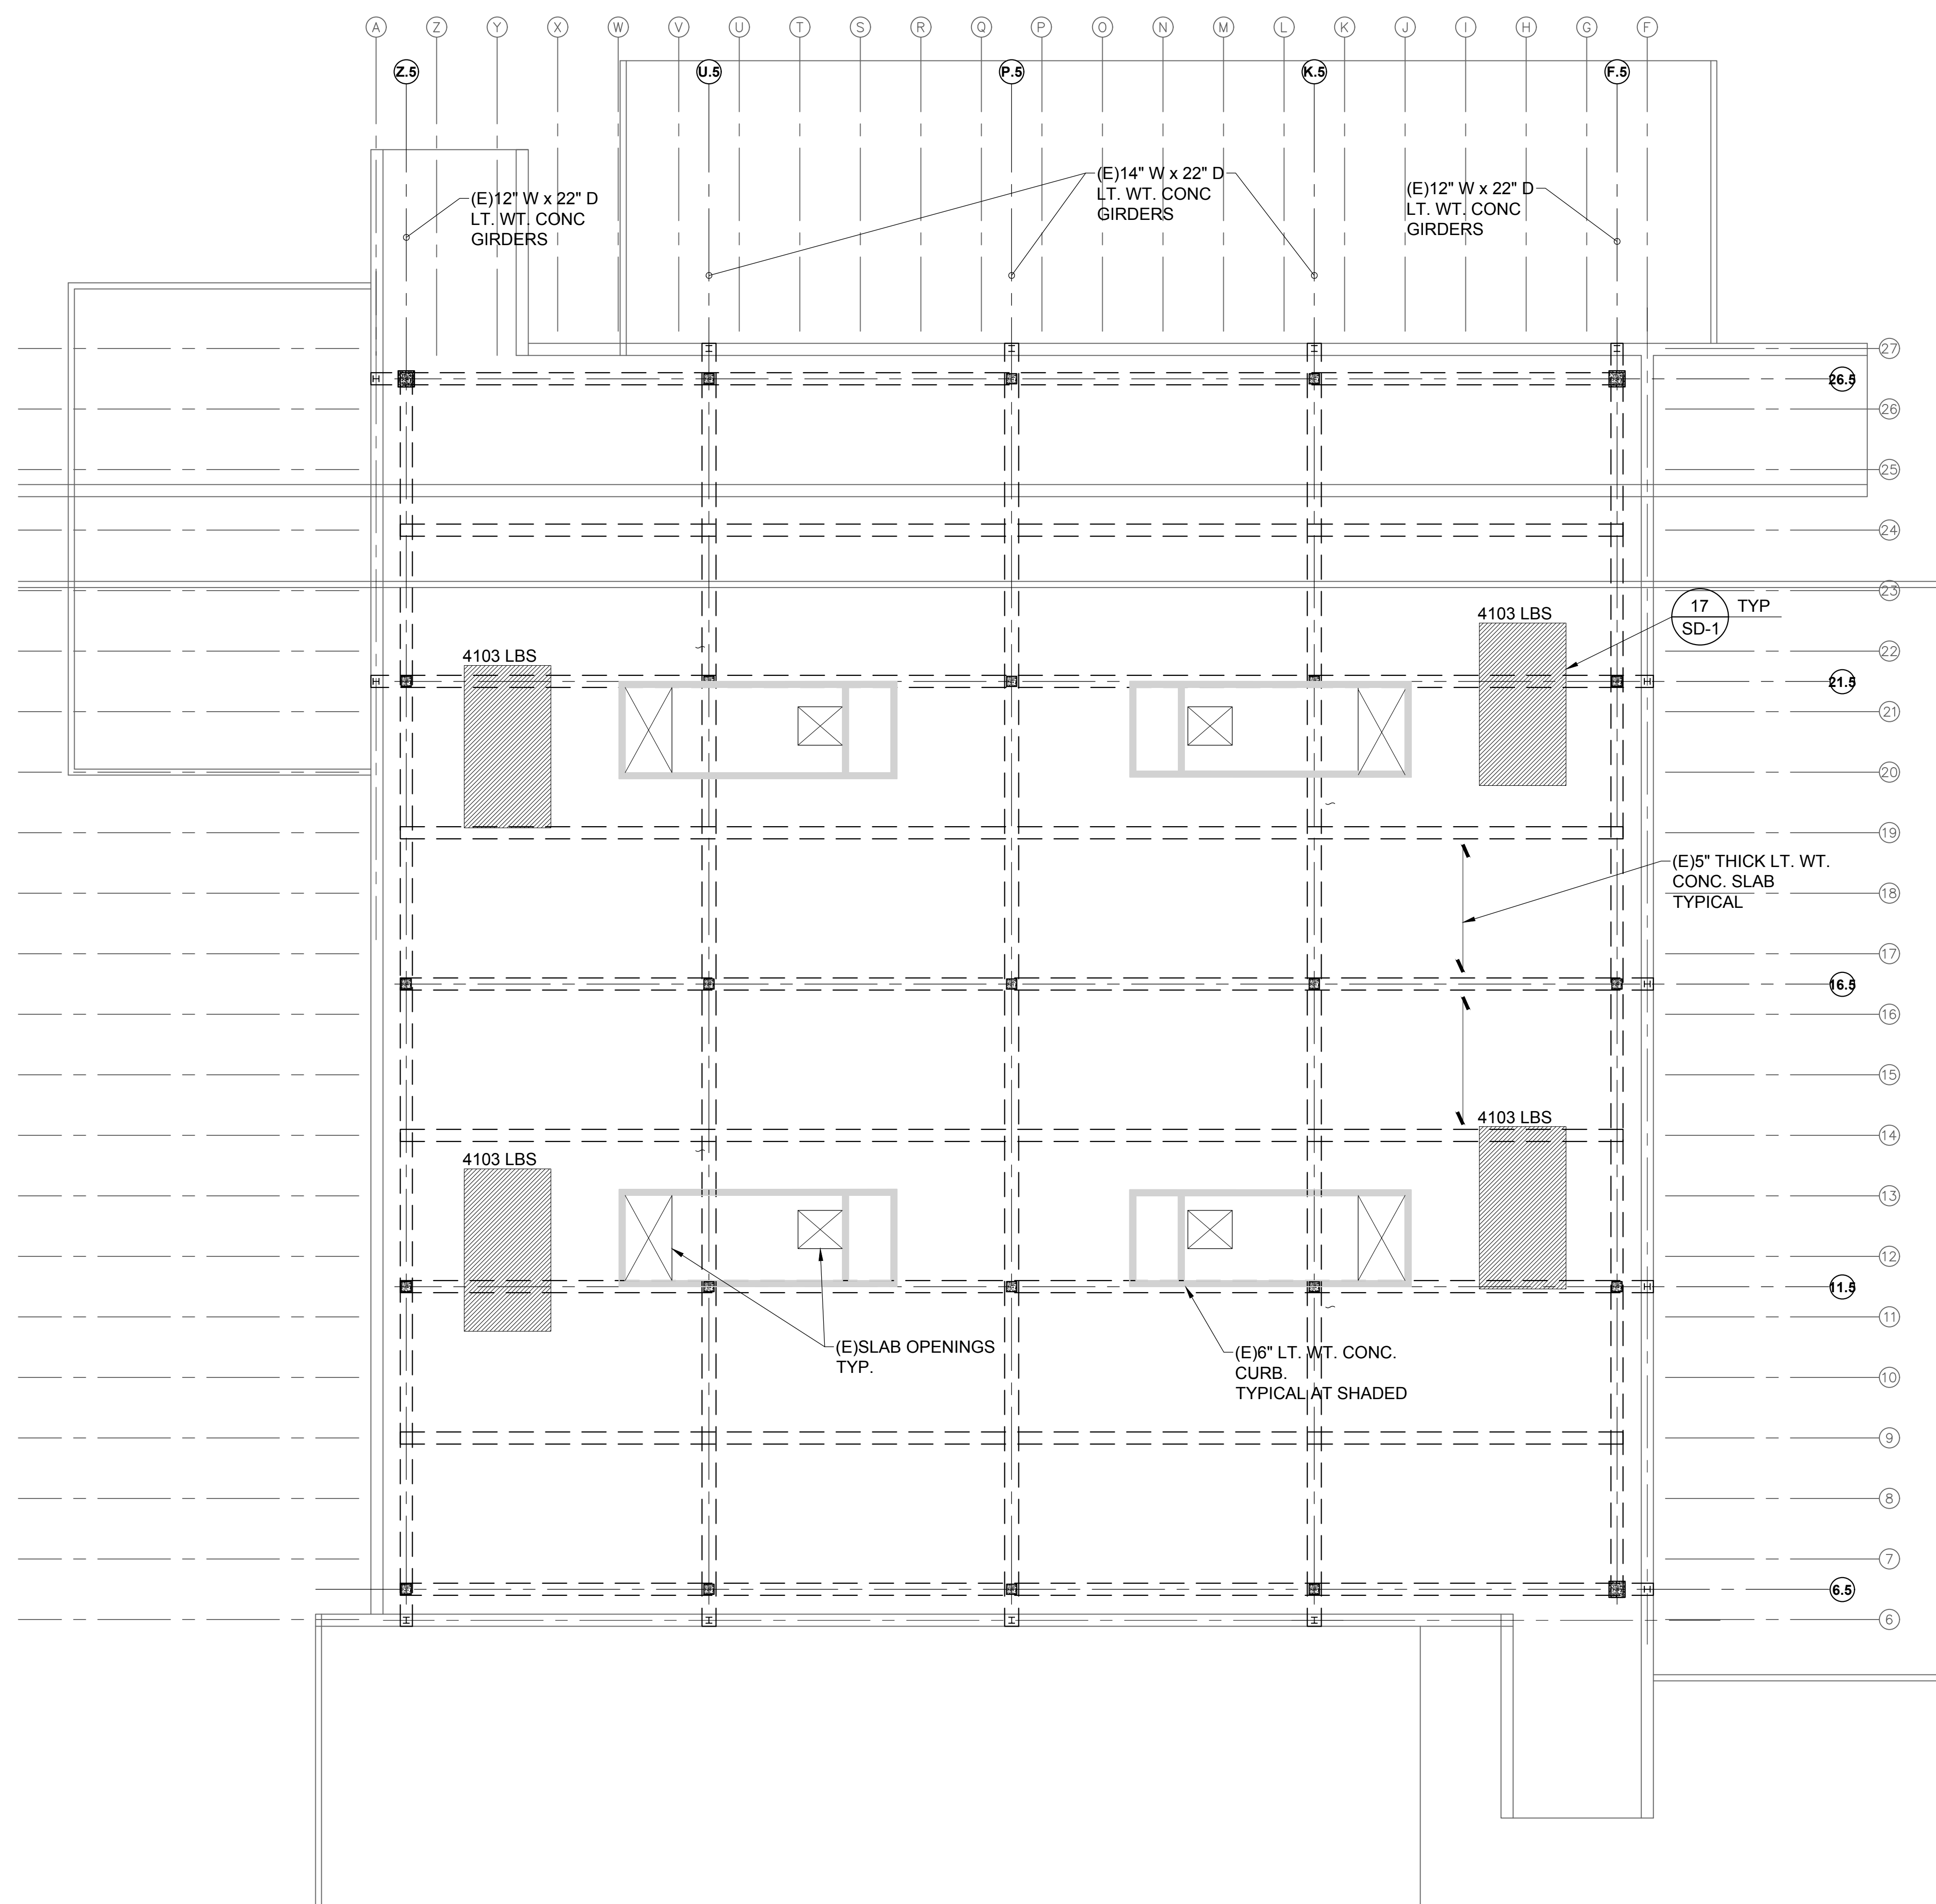 A
Z
Y
X
W
V
U
T
S
R
Q
P
O
N
M
L
K
J
I
H
G
F
Z.5
U.5
P.5
K.5
F.5
(E)12" W x 22" D
LT. WT. CONC
GIRDERS
(E)14" W x 22" D
LT. WT. CONC
GIRDERS
(E)12" W x 22" D
LT. WT. CONC
GIRDERS
27
26.5
26
25
24
23
17 TYP
SD-1
4103 LBS
4103 LBS
22
21.5
21
20
19
(E)5" THICK LT. WT.
CONC. SLAB
TYPICAL
18
17
16.5
16
15
4103 LBS
14
4103 LBS
13
12
11.5
11
(E)SLAB OPENINGS
TYP.
(E)6" LT. WT. CONC.
CURB.
TYPICAL AT SHADED
10
9
8
7
6.5
6